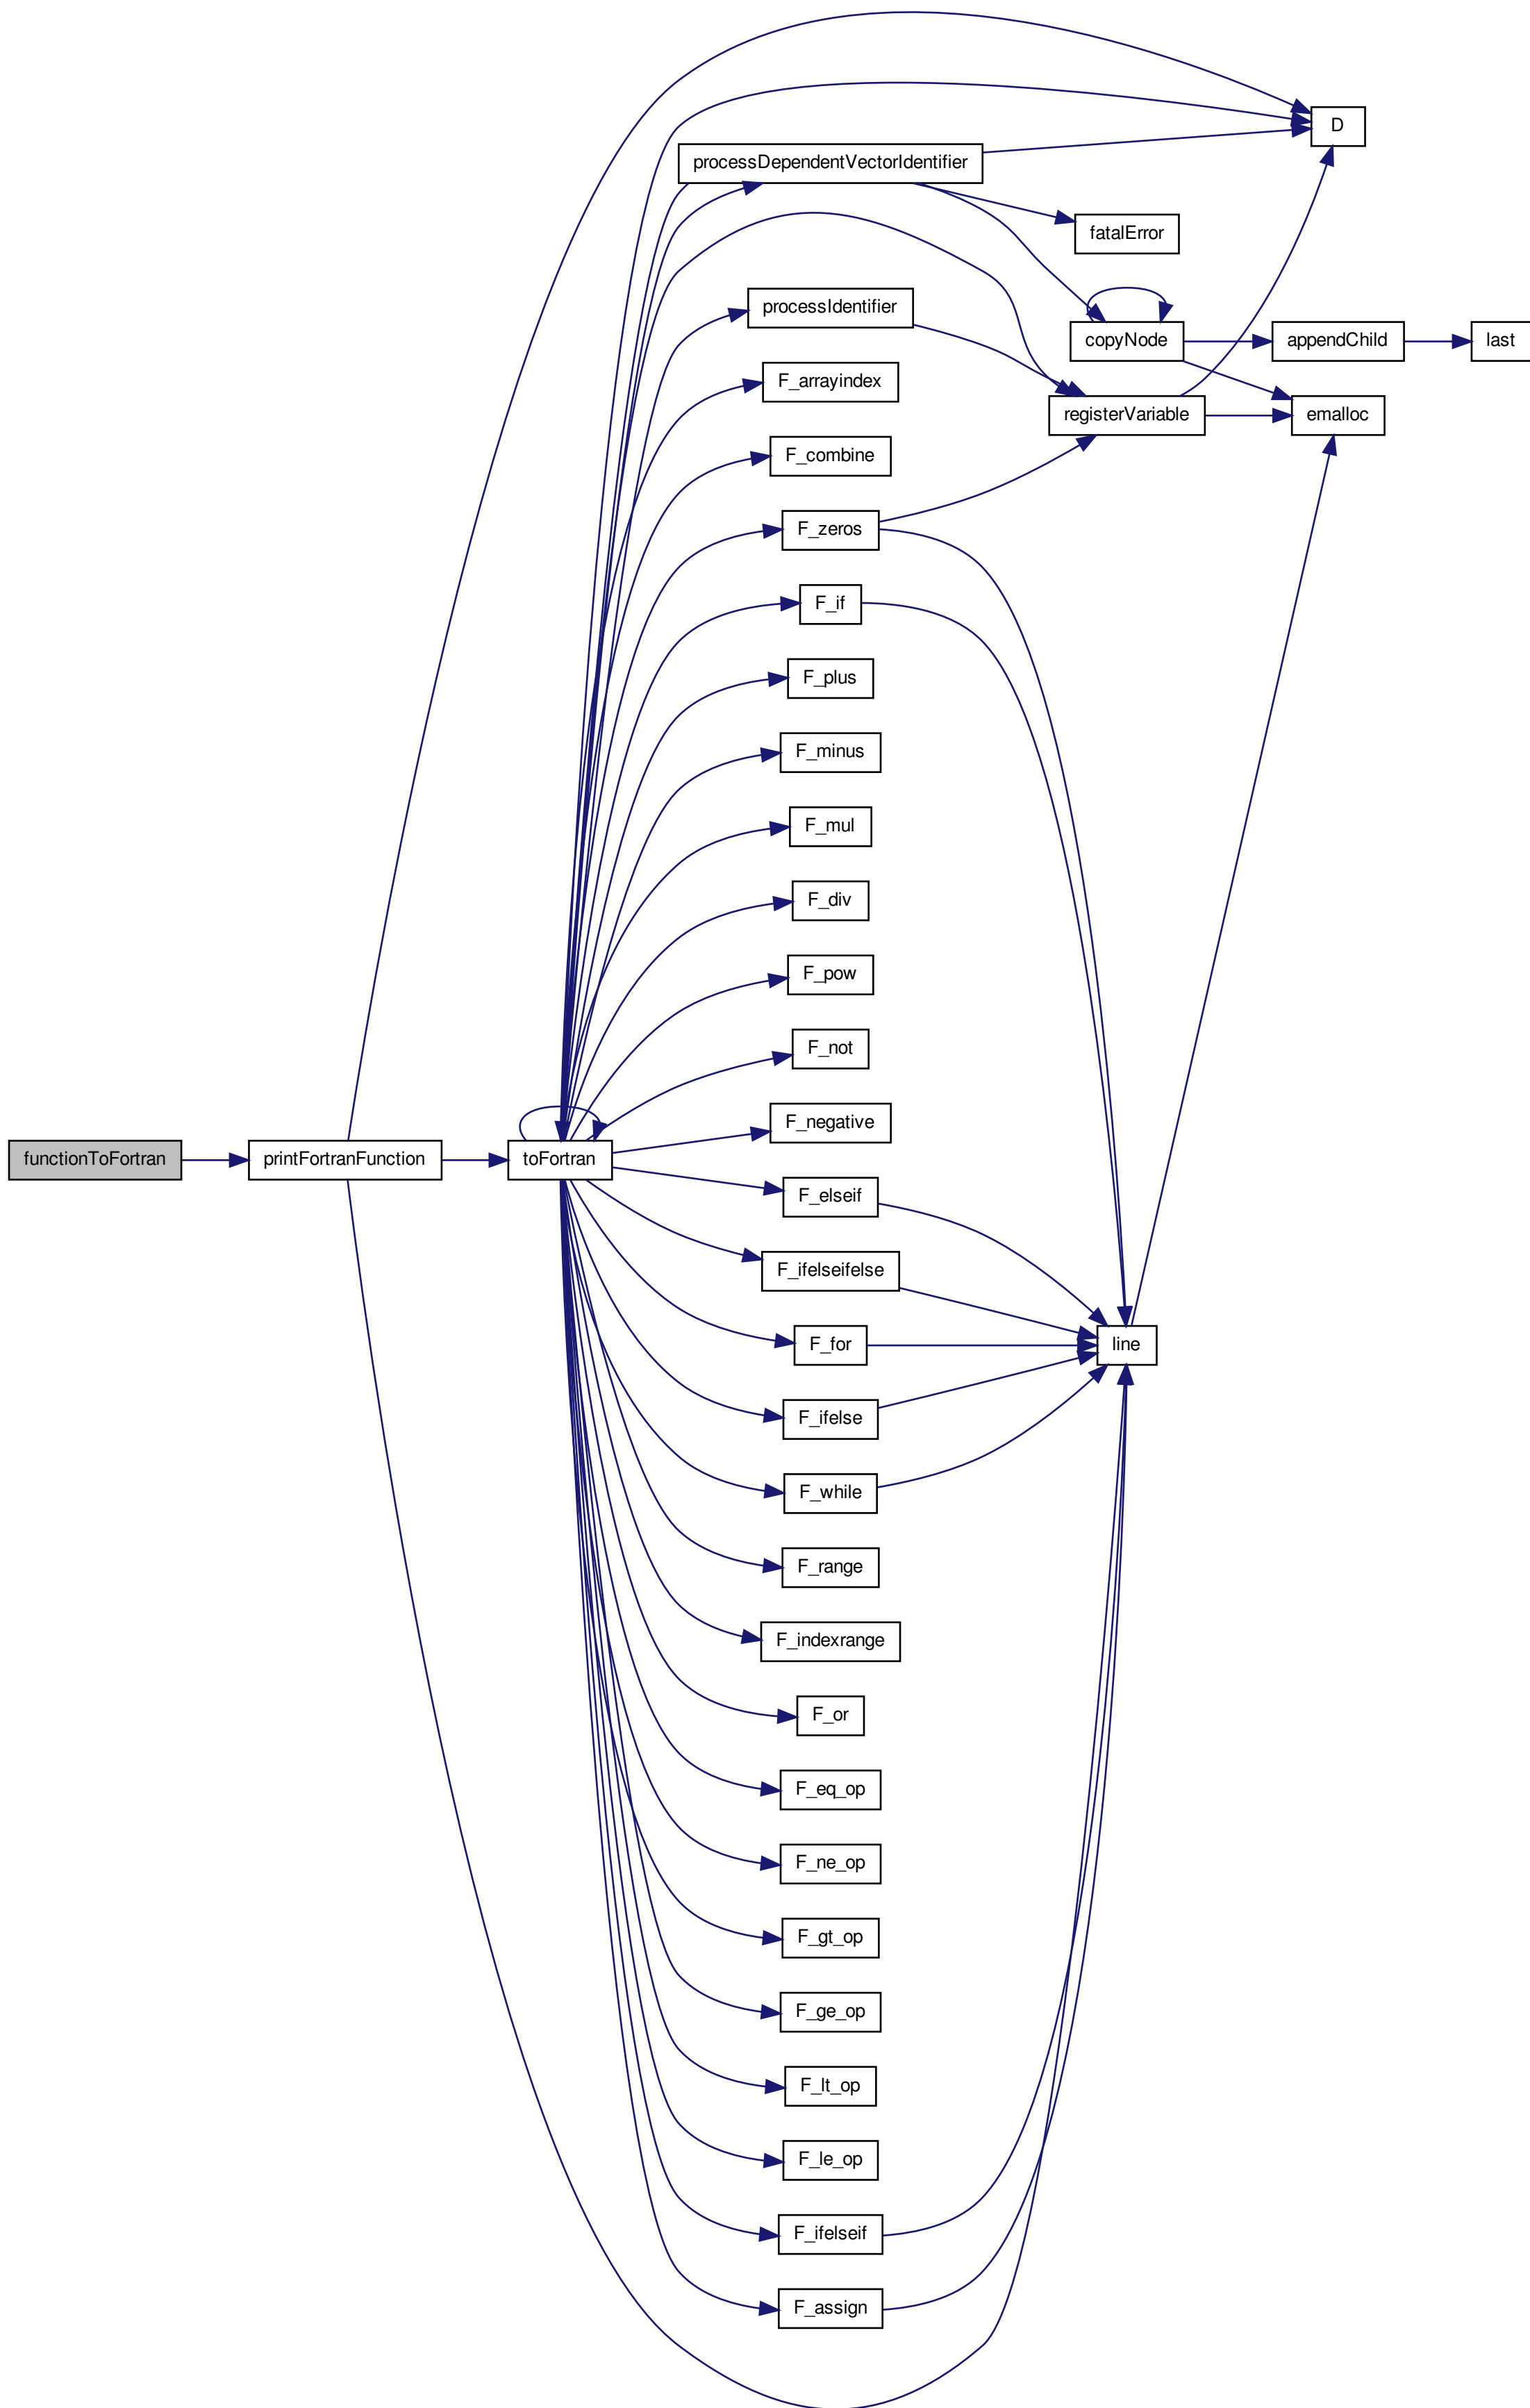 D
processDependentVectorIdentifier
fatalError
processIdentifier
copyNode
appendChild
last
F_arrayindex
registerVariable
emalloc
F_combine
F_zeros
F_if
F_plus
F_minus
F_mul
F_div
F_pow
F_not
F_negative
functionToFortran
printFortranFunction
toFortran
F_elseif
F_ifelseifelse
F_for
line
F_ifelse
F_while
F_range
F_indexrange
F_or
F_eq_op
F_ne_op
F_gt_op
F_ge_op
F_lt_op
F_le_op
F_ifelseif
F_assign